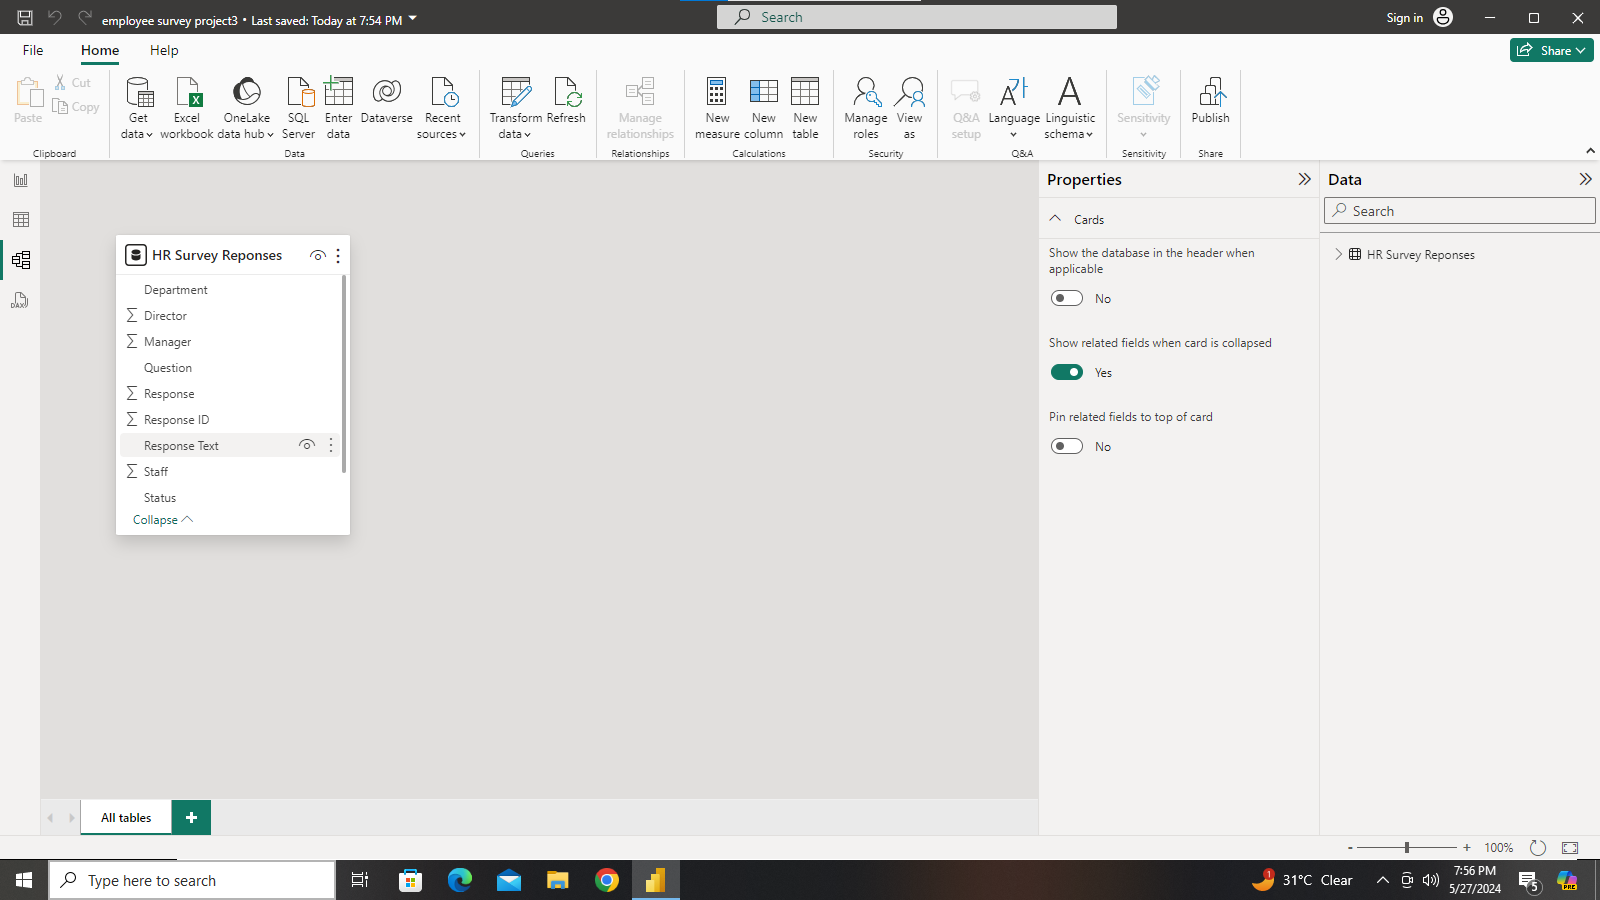 employee survey project3 • Last saved: Today at 7:54 PM
Search
Sign in
File
Home
Help
Share
Paste
Cut
Copy
Clipboard
Get data
Excel workbook
OneLake data hub
SQL Server
Enter data
Dataverse
Recent sources
Data
Transform data
Refresh
Queries
Manage relationships
Relationships
New measure
New column
New table
Calculations
Manage roles
View as
Security
Q&A setup
Language
Linguistic schema
Q&A
Sensitivity
Sensitivity
Publish
Share
DAX
HR Survey Reponses
Department
Director
Manager
Question
Response
Response ID
Response Text
Staff
Status
Collapse
Properties
Cards
Show the database in the header when
applicable
No
Show related fields when card is collapsed
Yes
Pin related fields to top of card
No
Data
Search
HR Survey Reponses
All tables
+
- + 100%
Type here to search
1
31°C Clear
7:56 PM
5/27/2024
5
PRE